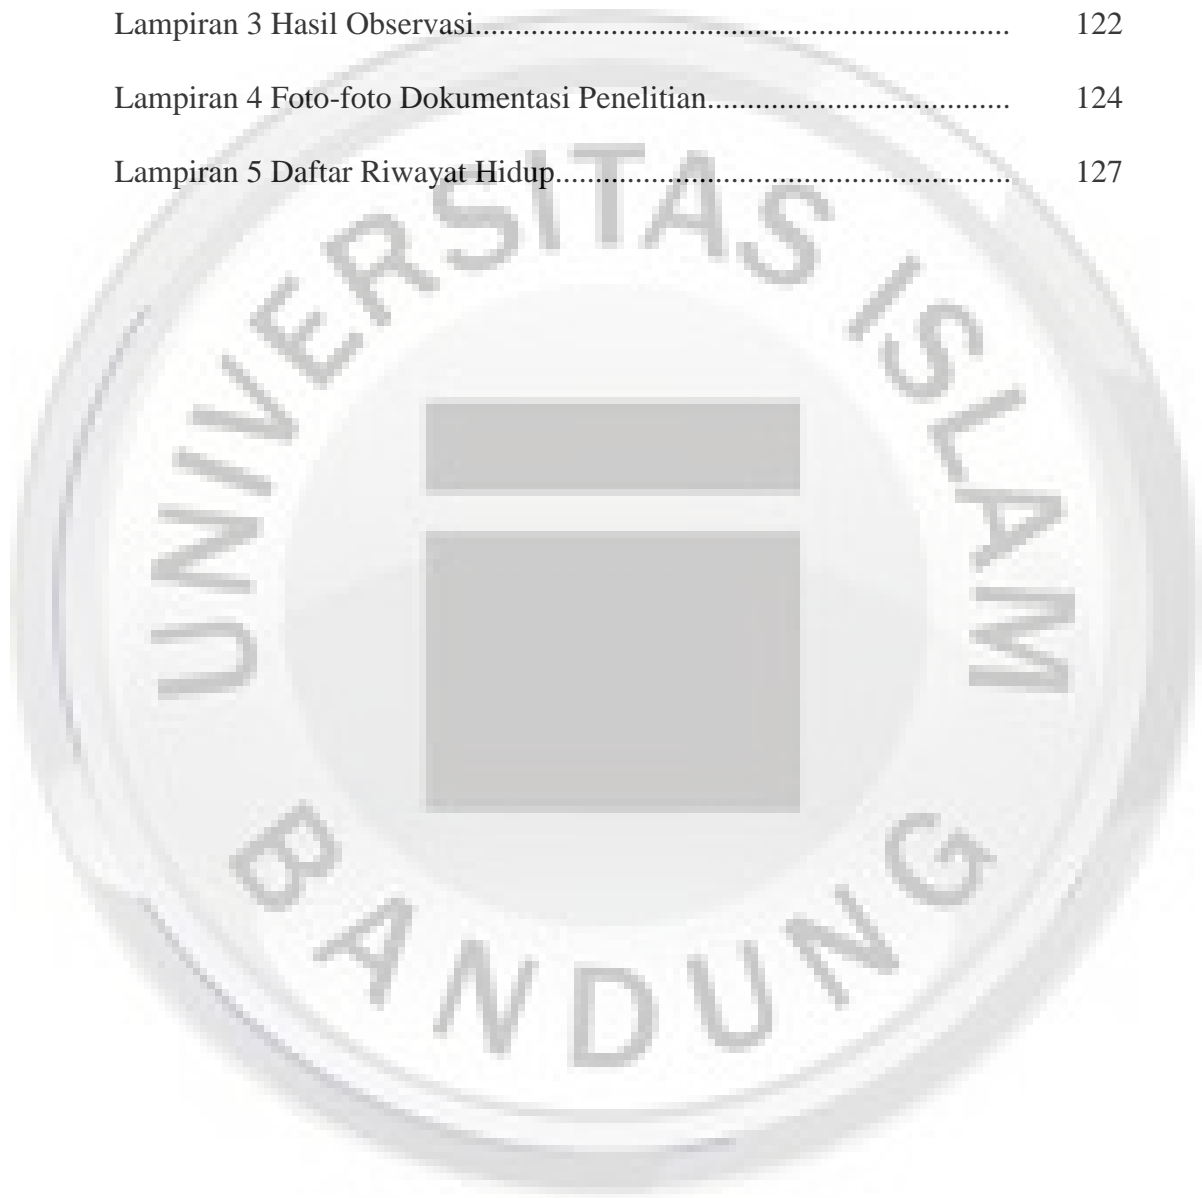 Lampiran 3 Hasil Observasi.................................................................. 122
Lampiran 4 Foto-foto Dokumentasi Penelitian..................................... 124
Lampiran 5 Daftar Riwayat Hidup........................................................ 127
UNIVERSITAS ISLAM
BANDUNG